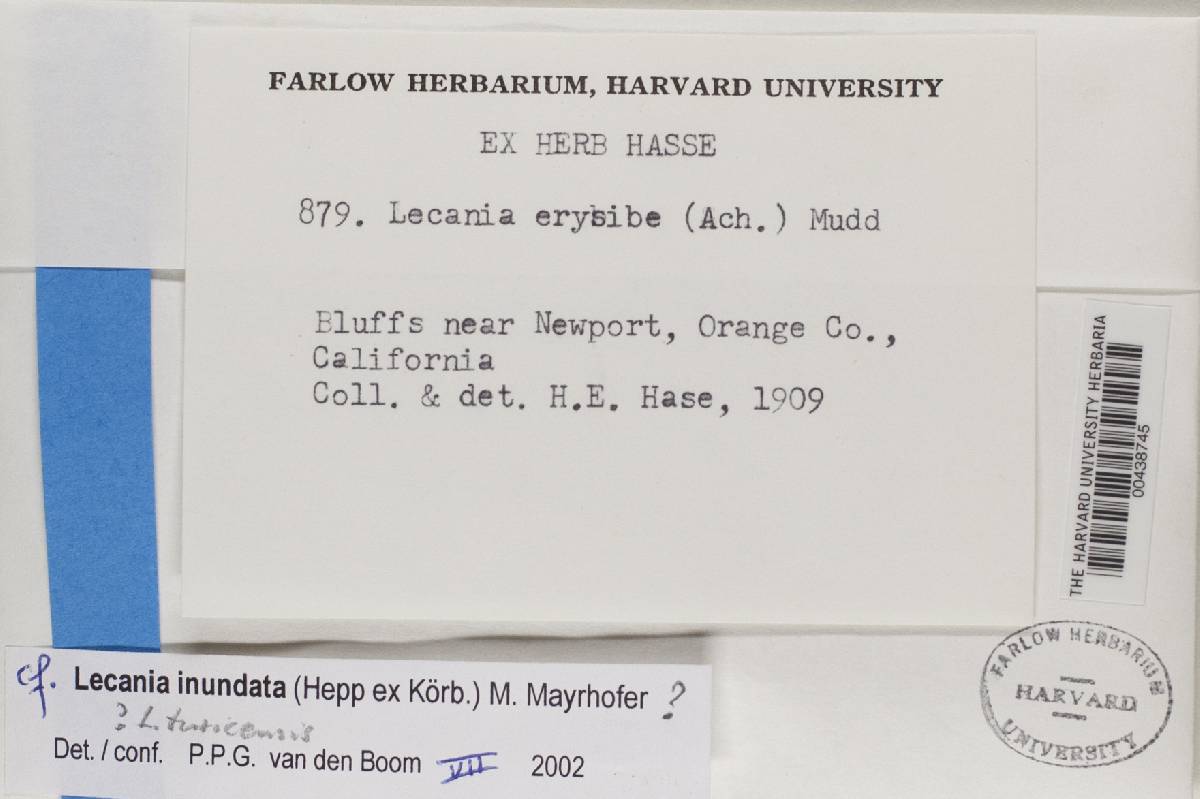 FARLOW HERBARIUM, HARVARD UNIVERSITY
EX HERB HASSE
879. Lecania erysibe (Ach.) Mudd
Bluffs near Newport, Orange Co.,
California
Coll. & det. H.E. Hase, 1909
THE HARVARD UNIVERSITY HERBARIA
00438745
FARLOW HERBARIUM
HARVARD
UNIVERSITY
cf. Lecania inundata (Hepp ex Körb.) M. Mayrhofer ?
? L. turicensis
Det. / conf. P.P.G. van den Boom VII 2002